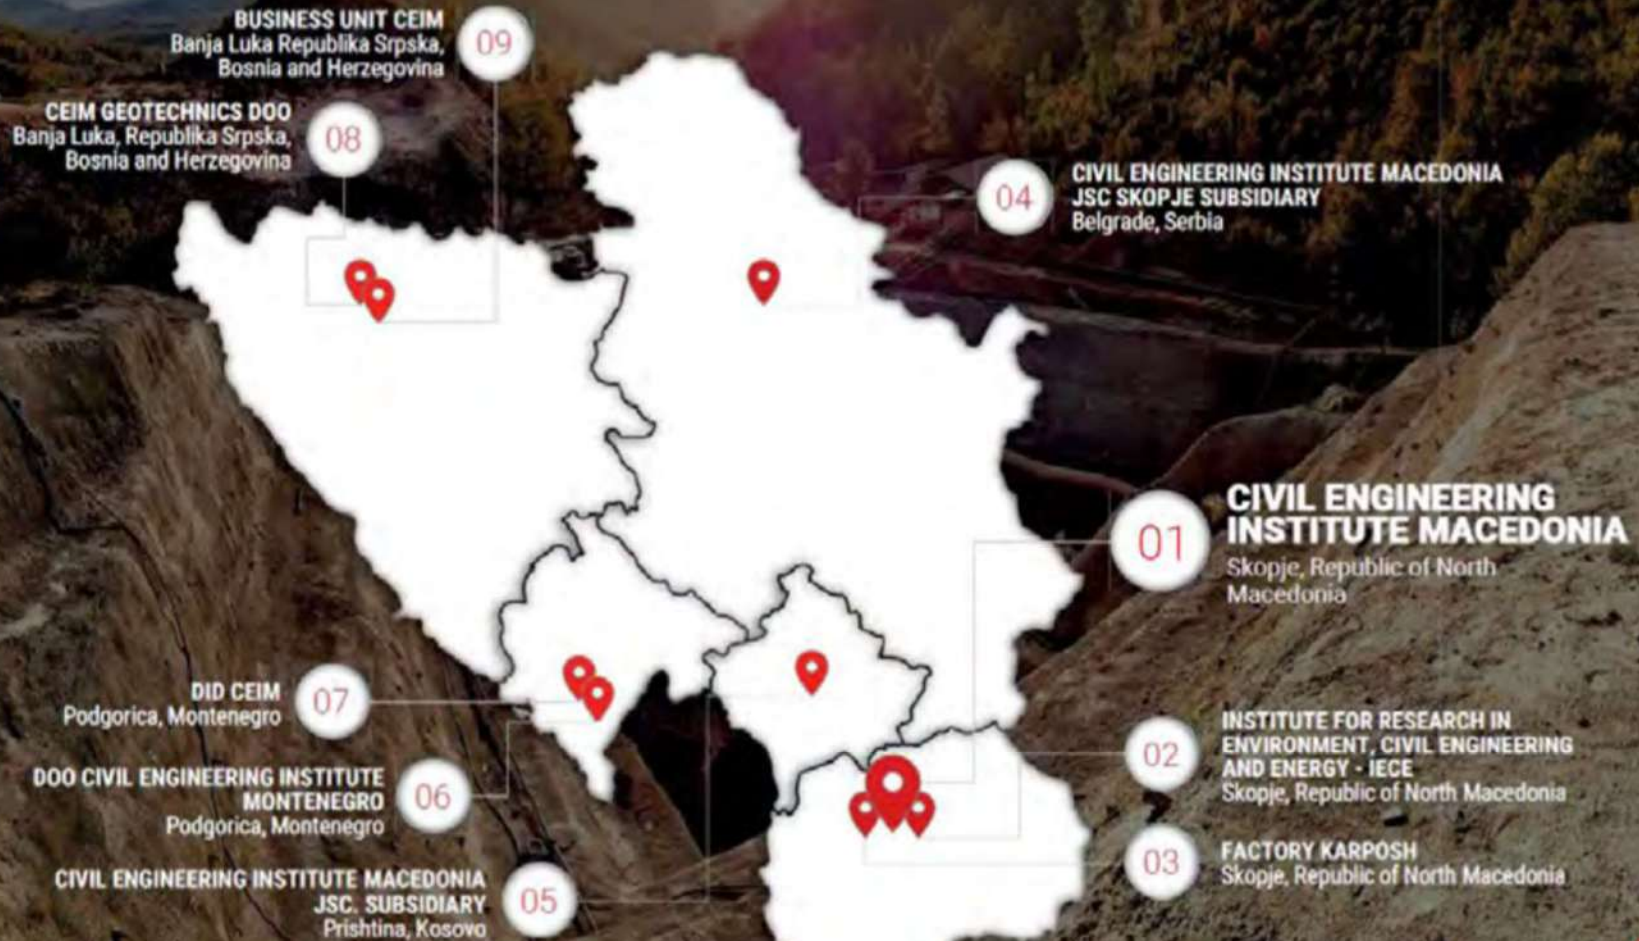 BUSINESS UNIT CEIM
Banja Luka Republika Srpska,
Bosnia and Herzegovina
09
CEIM GEOTECHNICS DOO
Banja Luka, Republika Srpska,
Bosnia and Herzegovina
08
04
CIVIL ENGINEERING INSTITUTE MACEDONIA
JSC SKOPJE SUBSIDIARY
Belgrade, Serbia
01
CIVIL ENGINEERING
INSTITUTE MACEDONIA
Skopje, Republic of North
Macedonia
DID CEIM
Podgorica, Montenegro
07
02
INSTITUTE FOR RESEARCH IN
ENVIRONMENT, CIVIL ENGINEERING
AND ENERGY - IECE
Skopje, Republic of North Macedonia
DOO CIVIL ENGINEERING INSTITUTE
MONTENEGRO
Podgorica, Montenegro
06
03
FACTORY KARPOSH
Skopje, Republic of North Macedonia
CIVIL ENGINEERING INSTITUTE MACEDONIA
JSC. SUBSIDIARY
Prishtina, Kosovo
05